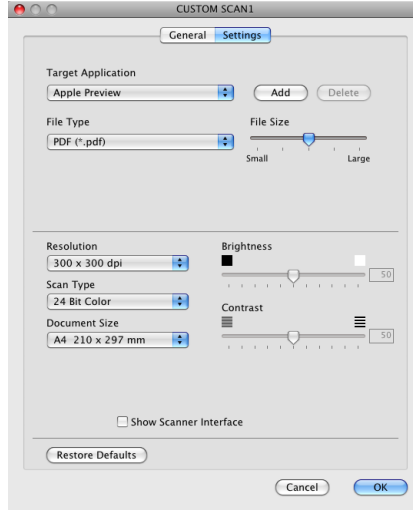 CUSTOM SCAN1
General Settings
Target Application
Apple Preview Add Delete
File Type File Size
PDF (*.pdf)
Small Large
Resolution Brightness
300 x 300 dpi
50
Scan Type
24 Bit Color Contrast
Document Size
A4 210 x 297 mm 50
Show Scanner Interface
Restore Defaults
Cancel OK